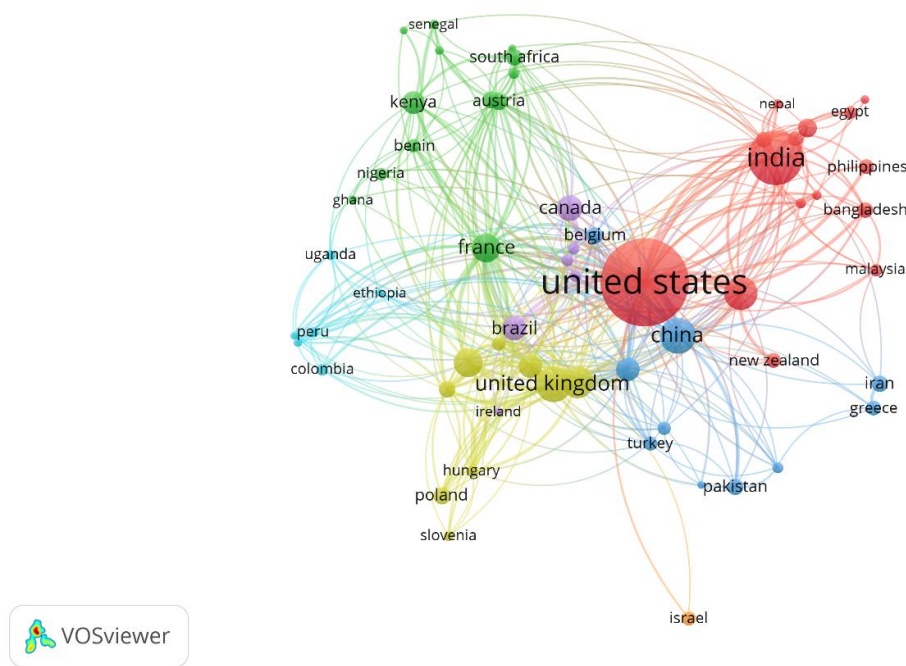 senegal
south africa
kenya
austria
nepal
egypt
benin
india
philippines
nigeria
ghana
canada
bangladesh
belgium
france
uganda
malaysia
united states
ethiopia
peru
brazil
china
colombia
new zealand
united kingdom
iran
ireland
greece
turkey
hungary
pakistan
poland
slovenia
israel
VOSviewer